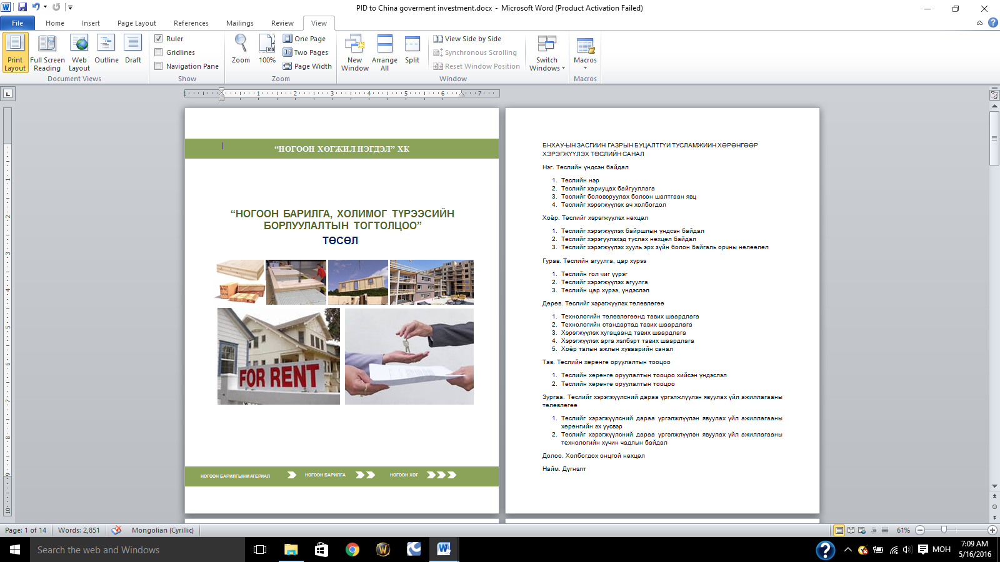 PID to China goverment investment.docx - Microsoft Word (Product Activation Failed)
File Home Insert Page Layout References Mailings Review View
Print Layout
Full Screen Reading
Web Layout
Outline
Draft
Document Views
Ruler
Gridlines
Navigation Pane
Show
Zoom
100%
One Page
Two Pages
Page Width
Zoom
New Window
Arrange All
Split
View Side by Side
Synchronous Scrolling
Reset Window Position
Window
Switch Windows
Macros
Macros
“НОГООН ХӨГЖИЛ НЭГДЭЛ” ХК
“НОГООН БАРИЛГА, ХОЛИМОГ ТҮРЭЭСИЙН
БОРЛУУЛАЛТЫН ТОГТОЛЦОО”
ТӨСӨЛ
FOR RENT
НОГООН БАРИЛГЫН МАТЕРИАЛ
НОГООН БАРИЛГА
НОГООН ХОТ
БНХАУ-ЫН ЗАСГИИН ГАЗРЫН БУЦАЛТГҮИ ТУСЛАМЖИИН ХӨРӨНГӨӨР
ХЭРЭГЖҮҮЛЭХ ТӨСЛИЙН САНАЛ
Нэг. Төслийн үндсэн байдал
1. Төслийн нэр
2. Төслийг хариуцах байгууллага
3. Төслийг боловсруулах болсон шалтгаан явц
4. Төслийг хэрэгжүүлэх ач холбогдол
Хоёр. Төслийг хэрэгжүүлэх нөхцөл
1. Төслийг хэрэгжүүлэх байршлын үндсэн байдал
2. Төслийг хэрэгүүлэхэд туслах нөхцөл байдал
3. Төслийг хэрэгжүүлэх хууль эрх зүйн болон байгаль орчны нөлөөлөл
Гурав. Төслийн агуулга, цар хүрээ
1. Төслийн гол чиг үүрэг
2. Төслийг хэрэгжүүлэх агуулга
3. Төслийн цар хүрээ, үндэслэл
Дөрөв. Төслийг хэрэгжүүлэх төлөвлөгөө
1. Технологийн төлөвлөгөөнд тавих шаардлага
2. Технологийн стандартад тавих шаардлага
3. Хэрэгжүүлэх хугацаанд тавих шаардлага
4. Хэрэгжүүлэх арга хэлбэрт тавих шаардлага
5. Хоёр талын ажлын хуваарийн санал
Тав. Төслийн хөрөнгө оруулалтын тооцоо
1. Төслийн хөрөнгө оруулалтын тооцоо хийсэн үндэслэл
2. Төслийн хөрөнгө оруулалтын тооцоо
Зургаа. Төслийг хэрэгжүүлсний дараа үргэлжлүүлэн явуулах үйл ажиллагааны
төлөвлөгөө
1. Төслийг хэрэгжүүлсний дараа үргэлжлүүлэн явуулах үйл ажиллагааны
хөрөнгийн эх үүсвэр
2. Төслийг хэрэгжүүлсний дараа үргэлжлүүлэн явуулах үйл ажиллагааны
технологийн хүчин чадлын байдал
Долоо. Холбогдох онцгой нөхцөл
Найм. Дүгнэлт
Page: 1 of 14 Words: 2,851 Mongolian (Cyrillic) 61%
Search the web and Windows
МОН
7:09 AM
5/16/2016